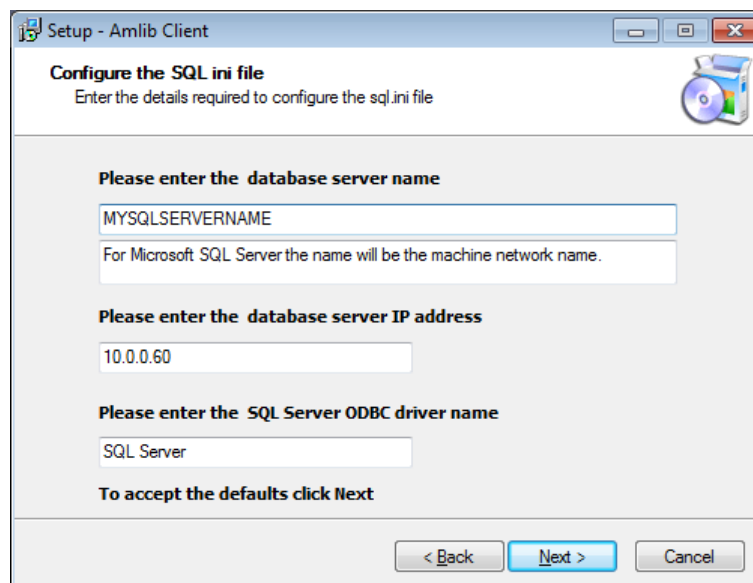 Setup - Amlib Client
Configure the SQL ini file
Enter the details required to configure the sql.ini file
Please enter the  database server name
MYSQLSERVERNAME
For Microsoft SQL Server the name will be the machine network name.
Please enter the  database server IP address
10.0.0.60
Please enter the  SQL Server ODBC driver name
SQL Server
To accept the defaults click Next
< Back Next > Cancel